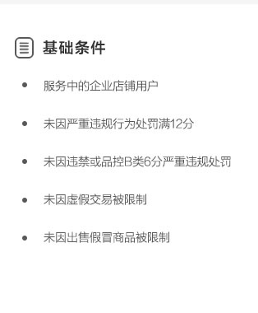 基础条件
服务中的企业店铺用户
未因严重违规行为处罚满12分
未因违禁或品控B类6分严重违规处罚
未因虚假交易被限制
未因出售假冒商品被限制